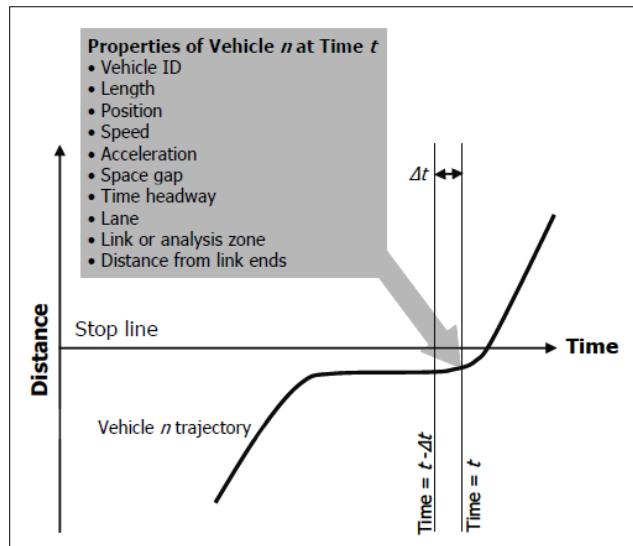 Properties of Vehicle n at Time t
• Vehicle ID
• Length
• Position
• Speed
• Acceleration
• Space gap
• Time headway
• Lane
• Link or analysis zone
• Distance from link ends
Δt
Stop line
Time
Distance
Vehicle n trajectory
Time = t -Δt
Time = t